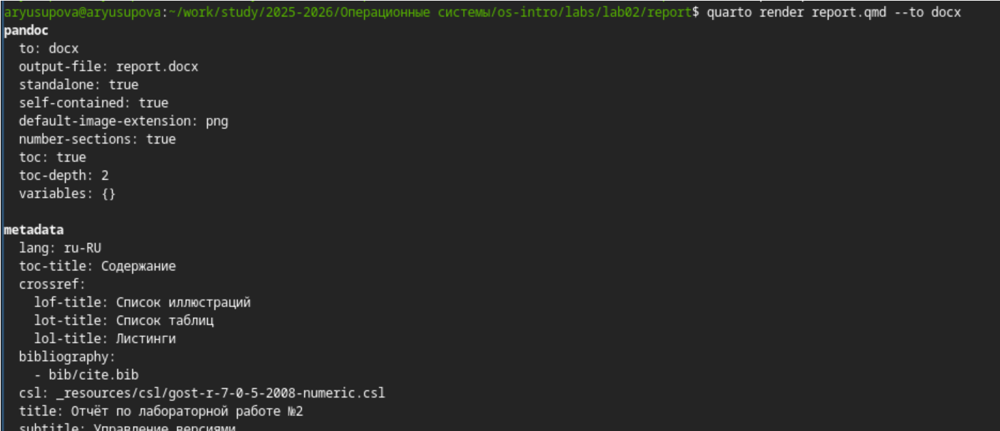 aryusupova@aryusupova:~/work/study/2025-2026/Операционные системы/os-intro/labs/lab02/report$ quarto render report.qmd --to docx
pandoc
  to: docx
  output-file: report.docx
  standalone: true
  self-contained: true
  default-image-extension: png
  number-sections: true
  toc: true
  toc-depth: 2
  variables: {}

metadata
  lang: ru-RU
  toc-title: Содержание
  crossref:
    lof-title: Список иллюстраций
    lot-title: Список таблиц
    lol-title: Листинги
  bibliography:
    - bib/cite.bib
  csl: _resources/csl/gost-r-7-0-5-2008-numeric.csl
  title: Отчёт по лабораторной работе №2
  subtitle: Управление версиями